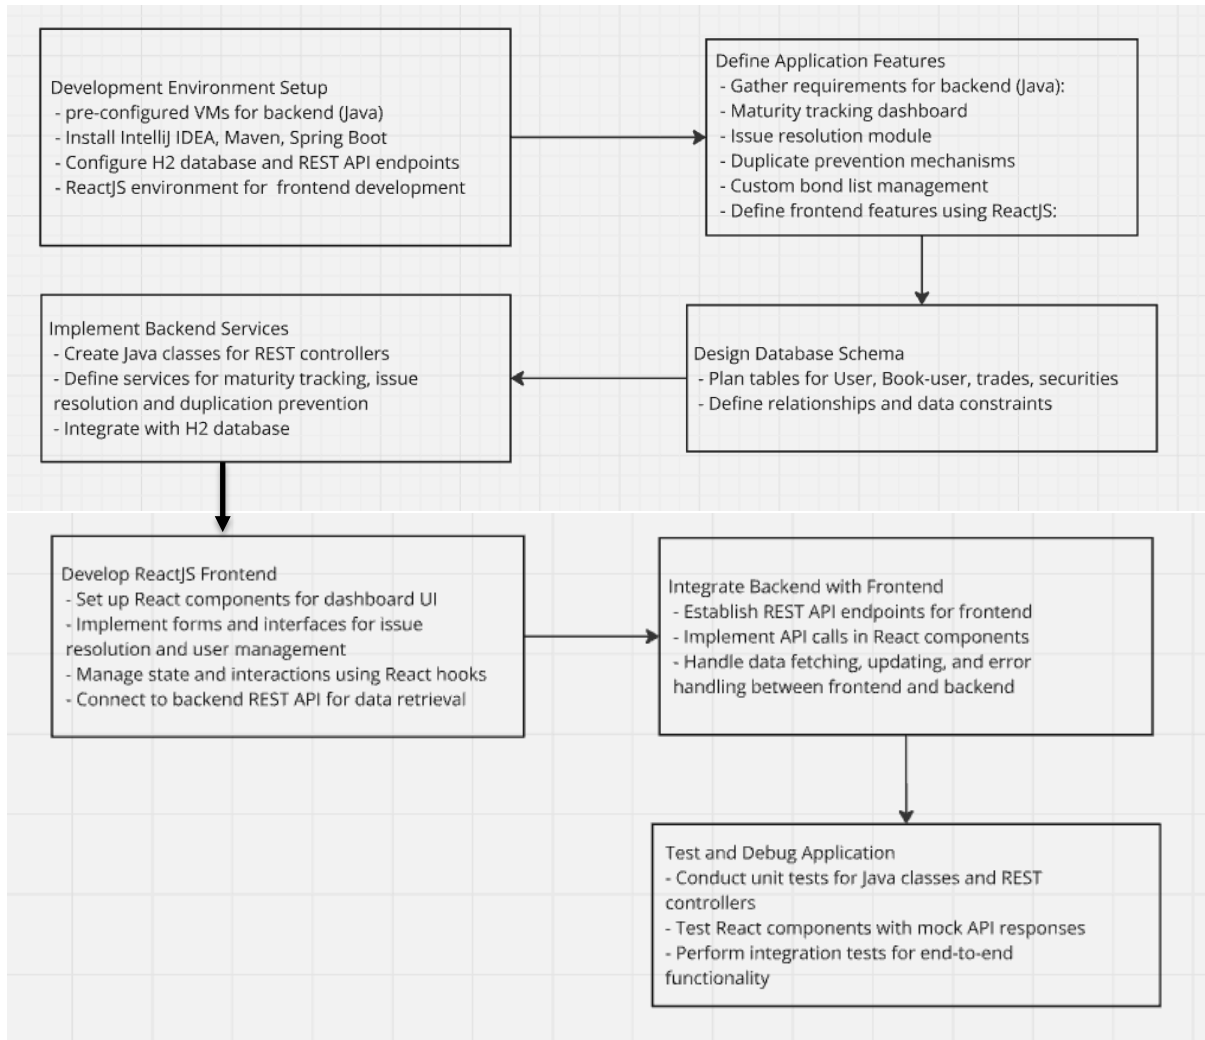 Development Environment Setup
- pre-configured VMs for backend (Java)
- Install IntelliJ IDEA, Maven, Spring Boot
- Configure H2 database and REST API endpoints
- ReactJS environment for frontend development
Define Application Features
- Gather requirements for backend (Java):
- Maturity tracking dashboard
- Issue resolution module
- Duplicate prevention mechanisms
- Custom bond list management
- Define frontend features using ReactJS:
Design Database Schema
- Plan tables for User, Book-user, trades, securities
- Define relationships and data constraints
Implement Backend Services
- Create Java classes for REST controllers
- Define services for maturity tracking, issue
resolution and duplication prevention
- Integrate with H2 database
Develop ReactJS Frontend
- Set up React components for dashboard UI
- Implement forms and interfaces for issue
resolution and user management
- Manage state and interactions using React hooks
- Connect to backend REST API for data retrieval
Integrate Backend with Frontend
- Establish REST API endpoints for frontend
- Implement API calls in React components
- Handle data fetching, updating, and error
handling between frontend and backend
Test and Debug Application
- Conduct unit tests for Java classes and REST
controllers
- Test React components with mock API responses
- Perform integration tests for end-to-end
functionality